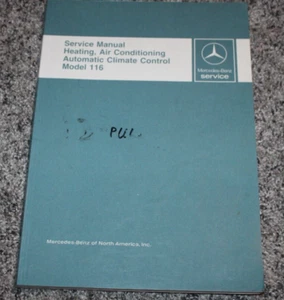 Service Manual
Heating, Air Conditioning
Automatic Climate Control
Model 116
Mercedes-Benz
service
Mercedes-Benz of North America, Inc.